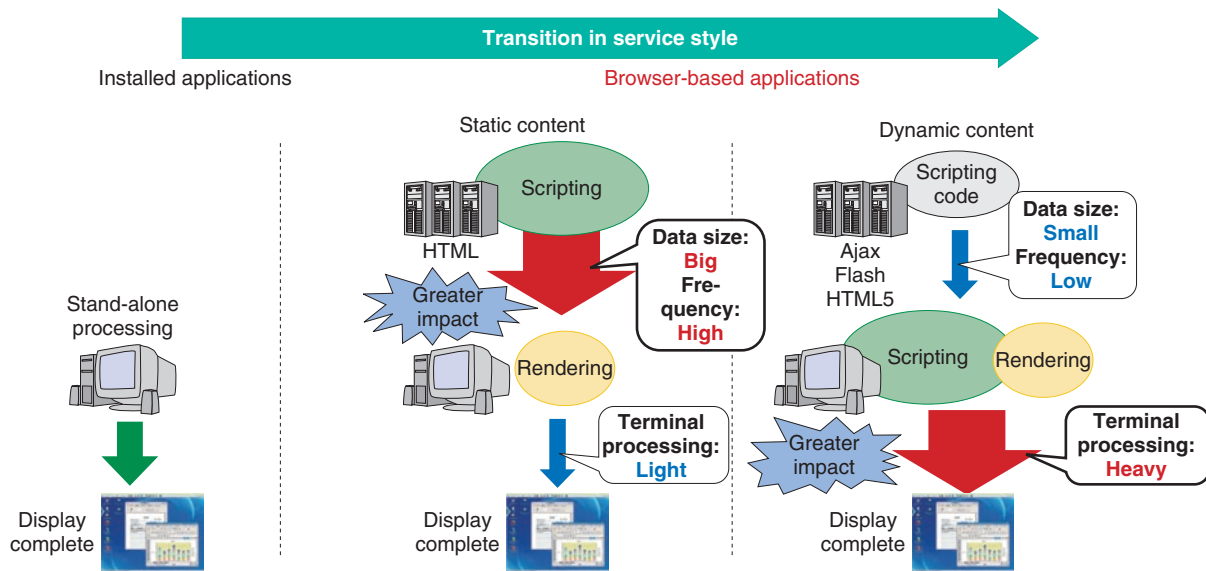 Transition in service style
Installed applications
Browser-based applications
Stand-alone
processing
Display
complete
Static content
Scripting
HTML
Data size:
Big
Fre-
quency:
High
Greater
impact
Rendering
Terminal
processing:
Light
Display
complete
Dynamic content
Scripting
code
Ajax
Flash
HTML5
Data size:
Small
Frequency:
Low
Scripting
Rendering
Greater
impact
Terminal
processing:
Heavy
Display
complete